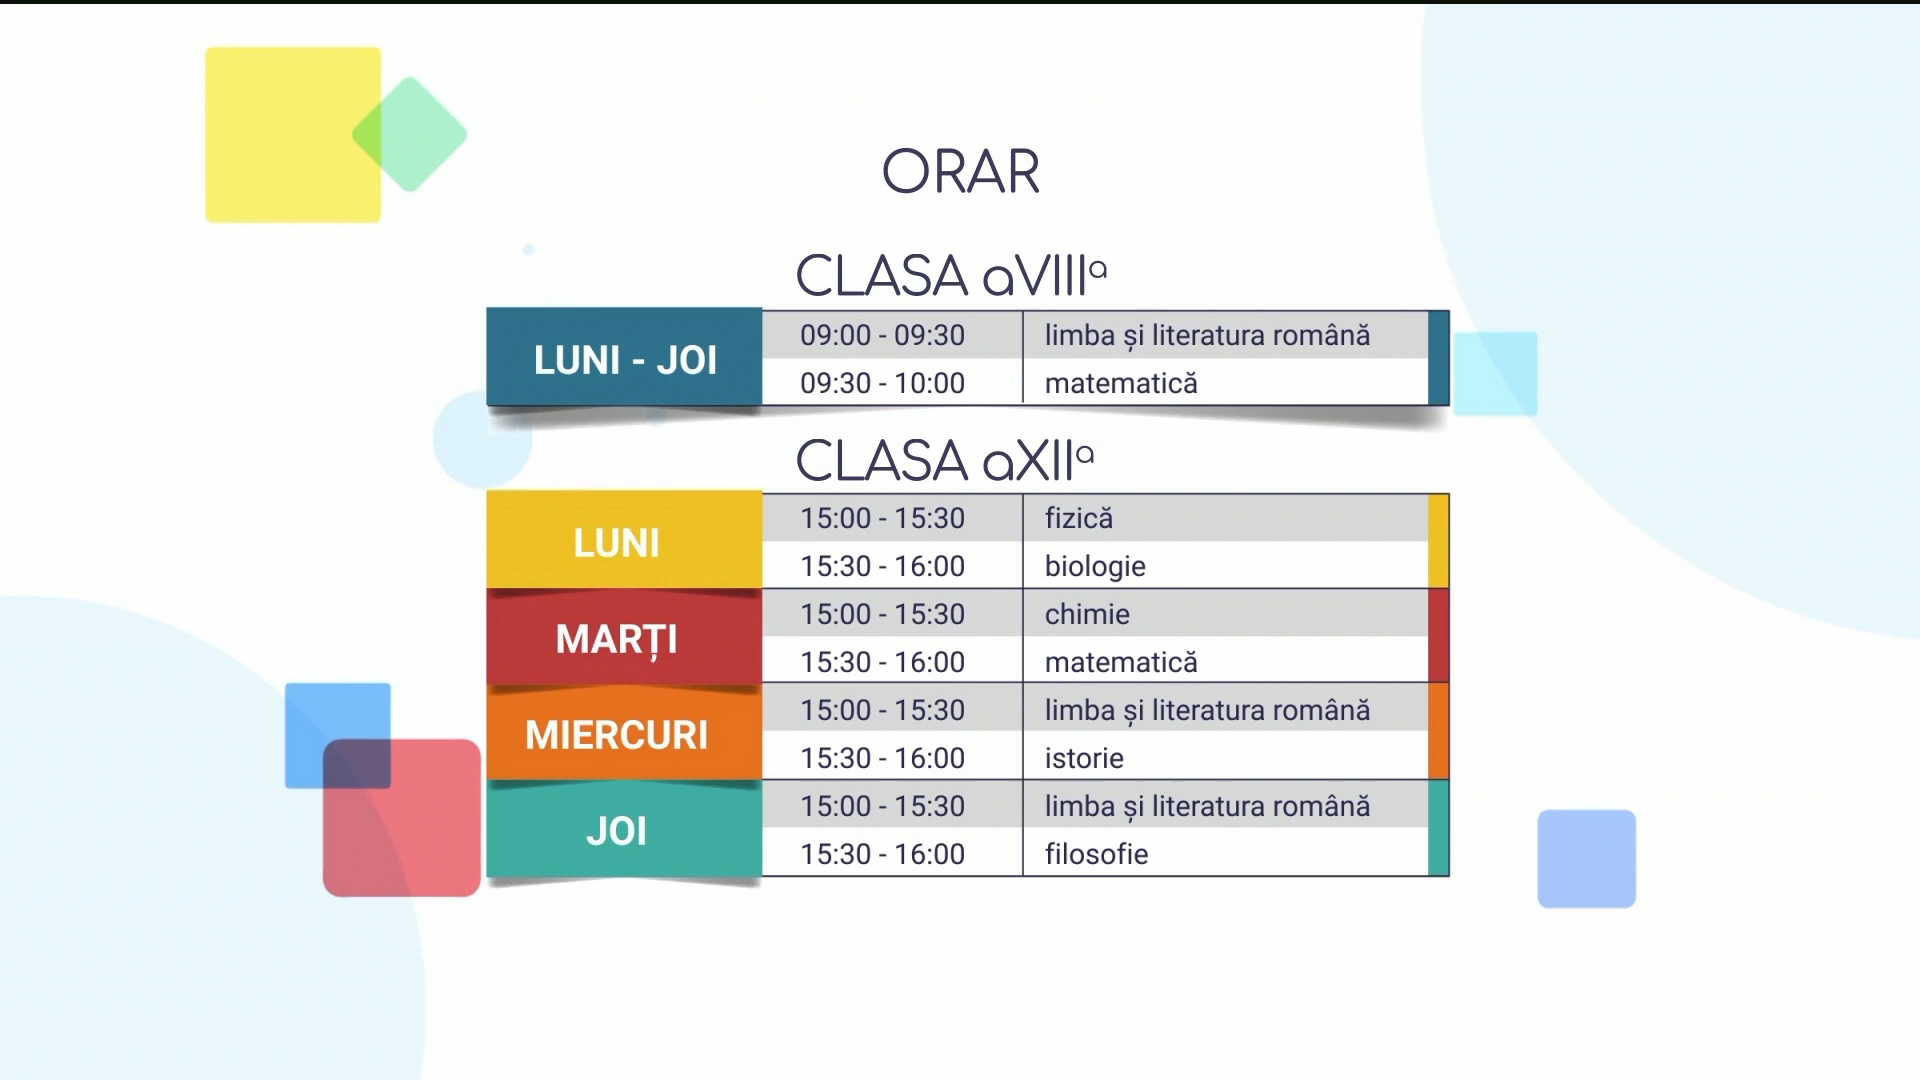 ORAR
CLASA aVIIIª
LUNI - JOI
09:00 - 09:30 limba și literatura română
09:30 - 10:00 matematică
CLASA aXIIª
LUNI
15:00 - 15:30 fizică
15:30 - 16:00 biologie
MARȚI
15:00 - 15:30 chimie
15:30 - 16:00 matematică
MIERCURI
15:00 - 15:30 limba și literatura română
15:30 - 16:00 istorie
JOI
15:00 - 15:30 limba și literatura română
15:30 - 16:00 filosofie